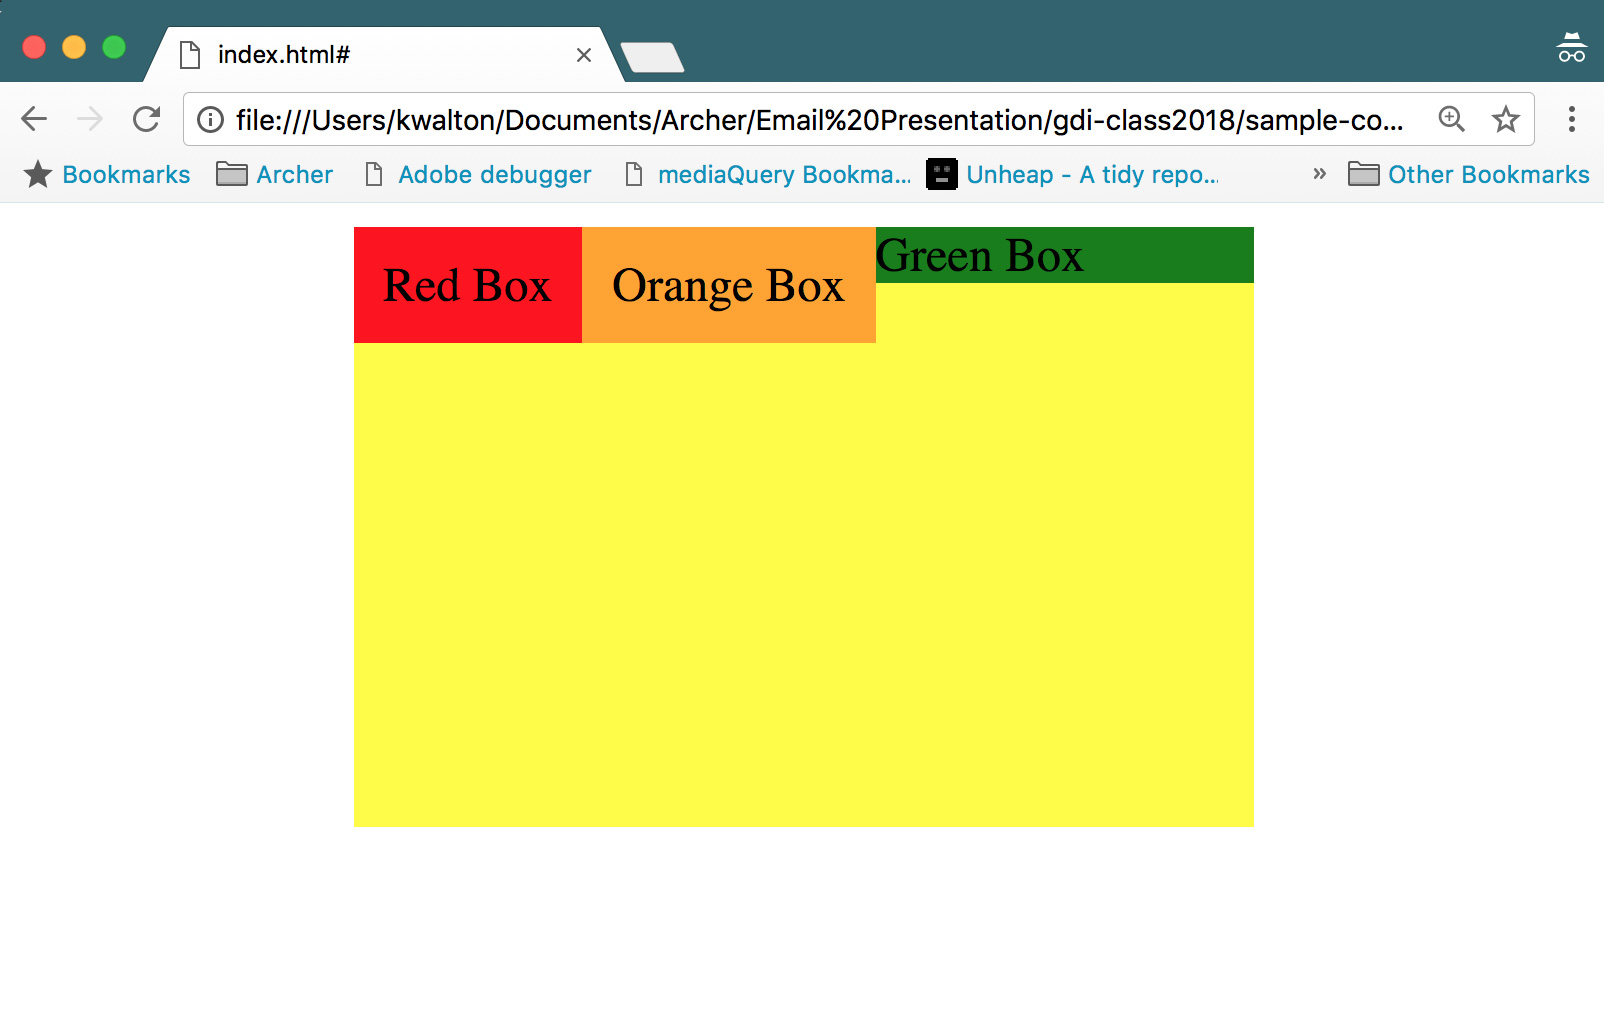 index.html#
file:///Users/kwalton/Documents/Archer/Email%20Presentation/gdi-class2018/sample-co...
Bookmarks Archer Adobe debugger mediaQuery Bookma... Unheap - A tidy repo... » Other Bookmarks
Red Box Orange Box Green Box